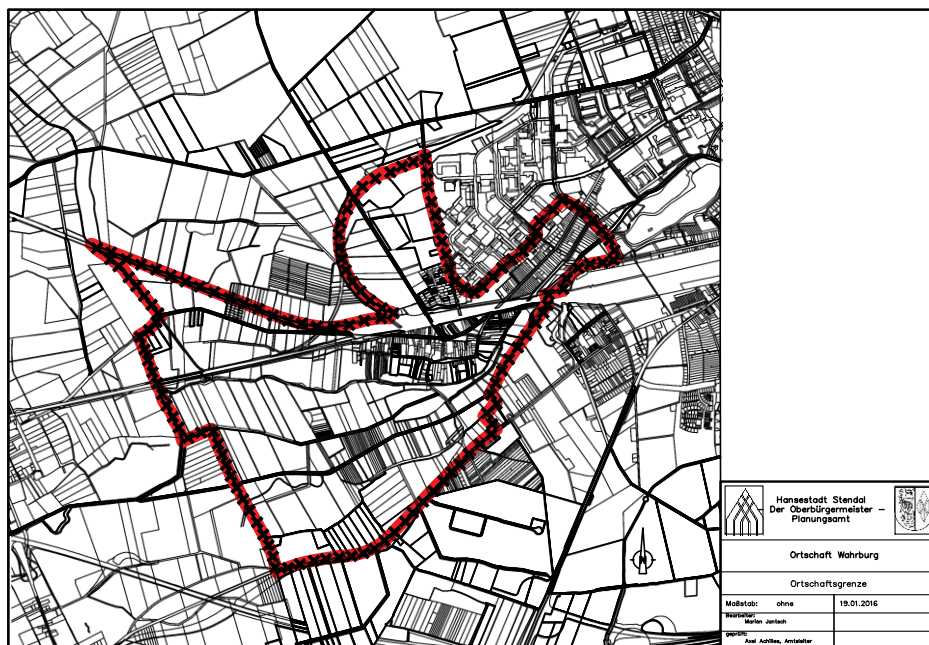 Hansestadt Stendal
Der Oberbürgermeister –
Planungsamt
Ortschaft Wahrburg
Ortschaftsgrenze
Maßstab: ohne 19.01.2016
Bearbeiter:
Marion Jantsch
geprüft:
Axel Achilles, Amtsleiter
N